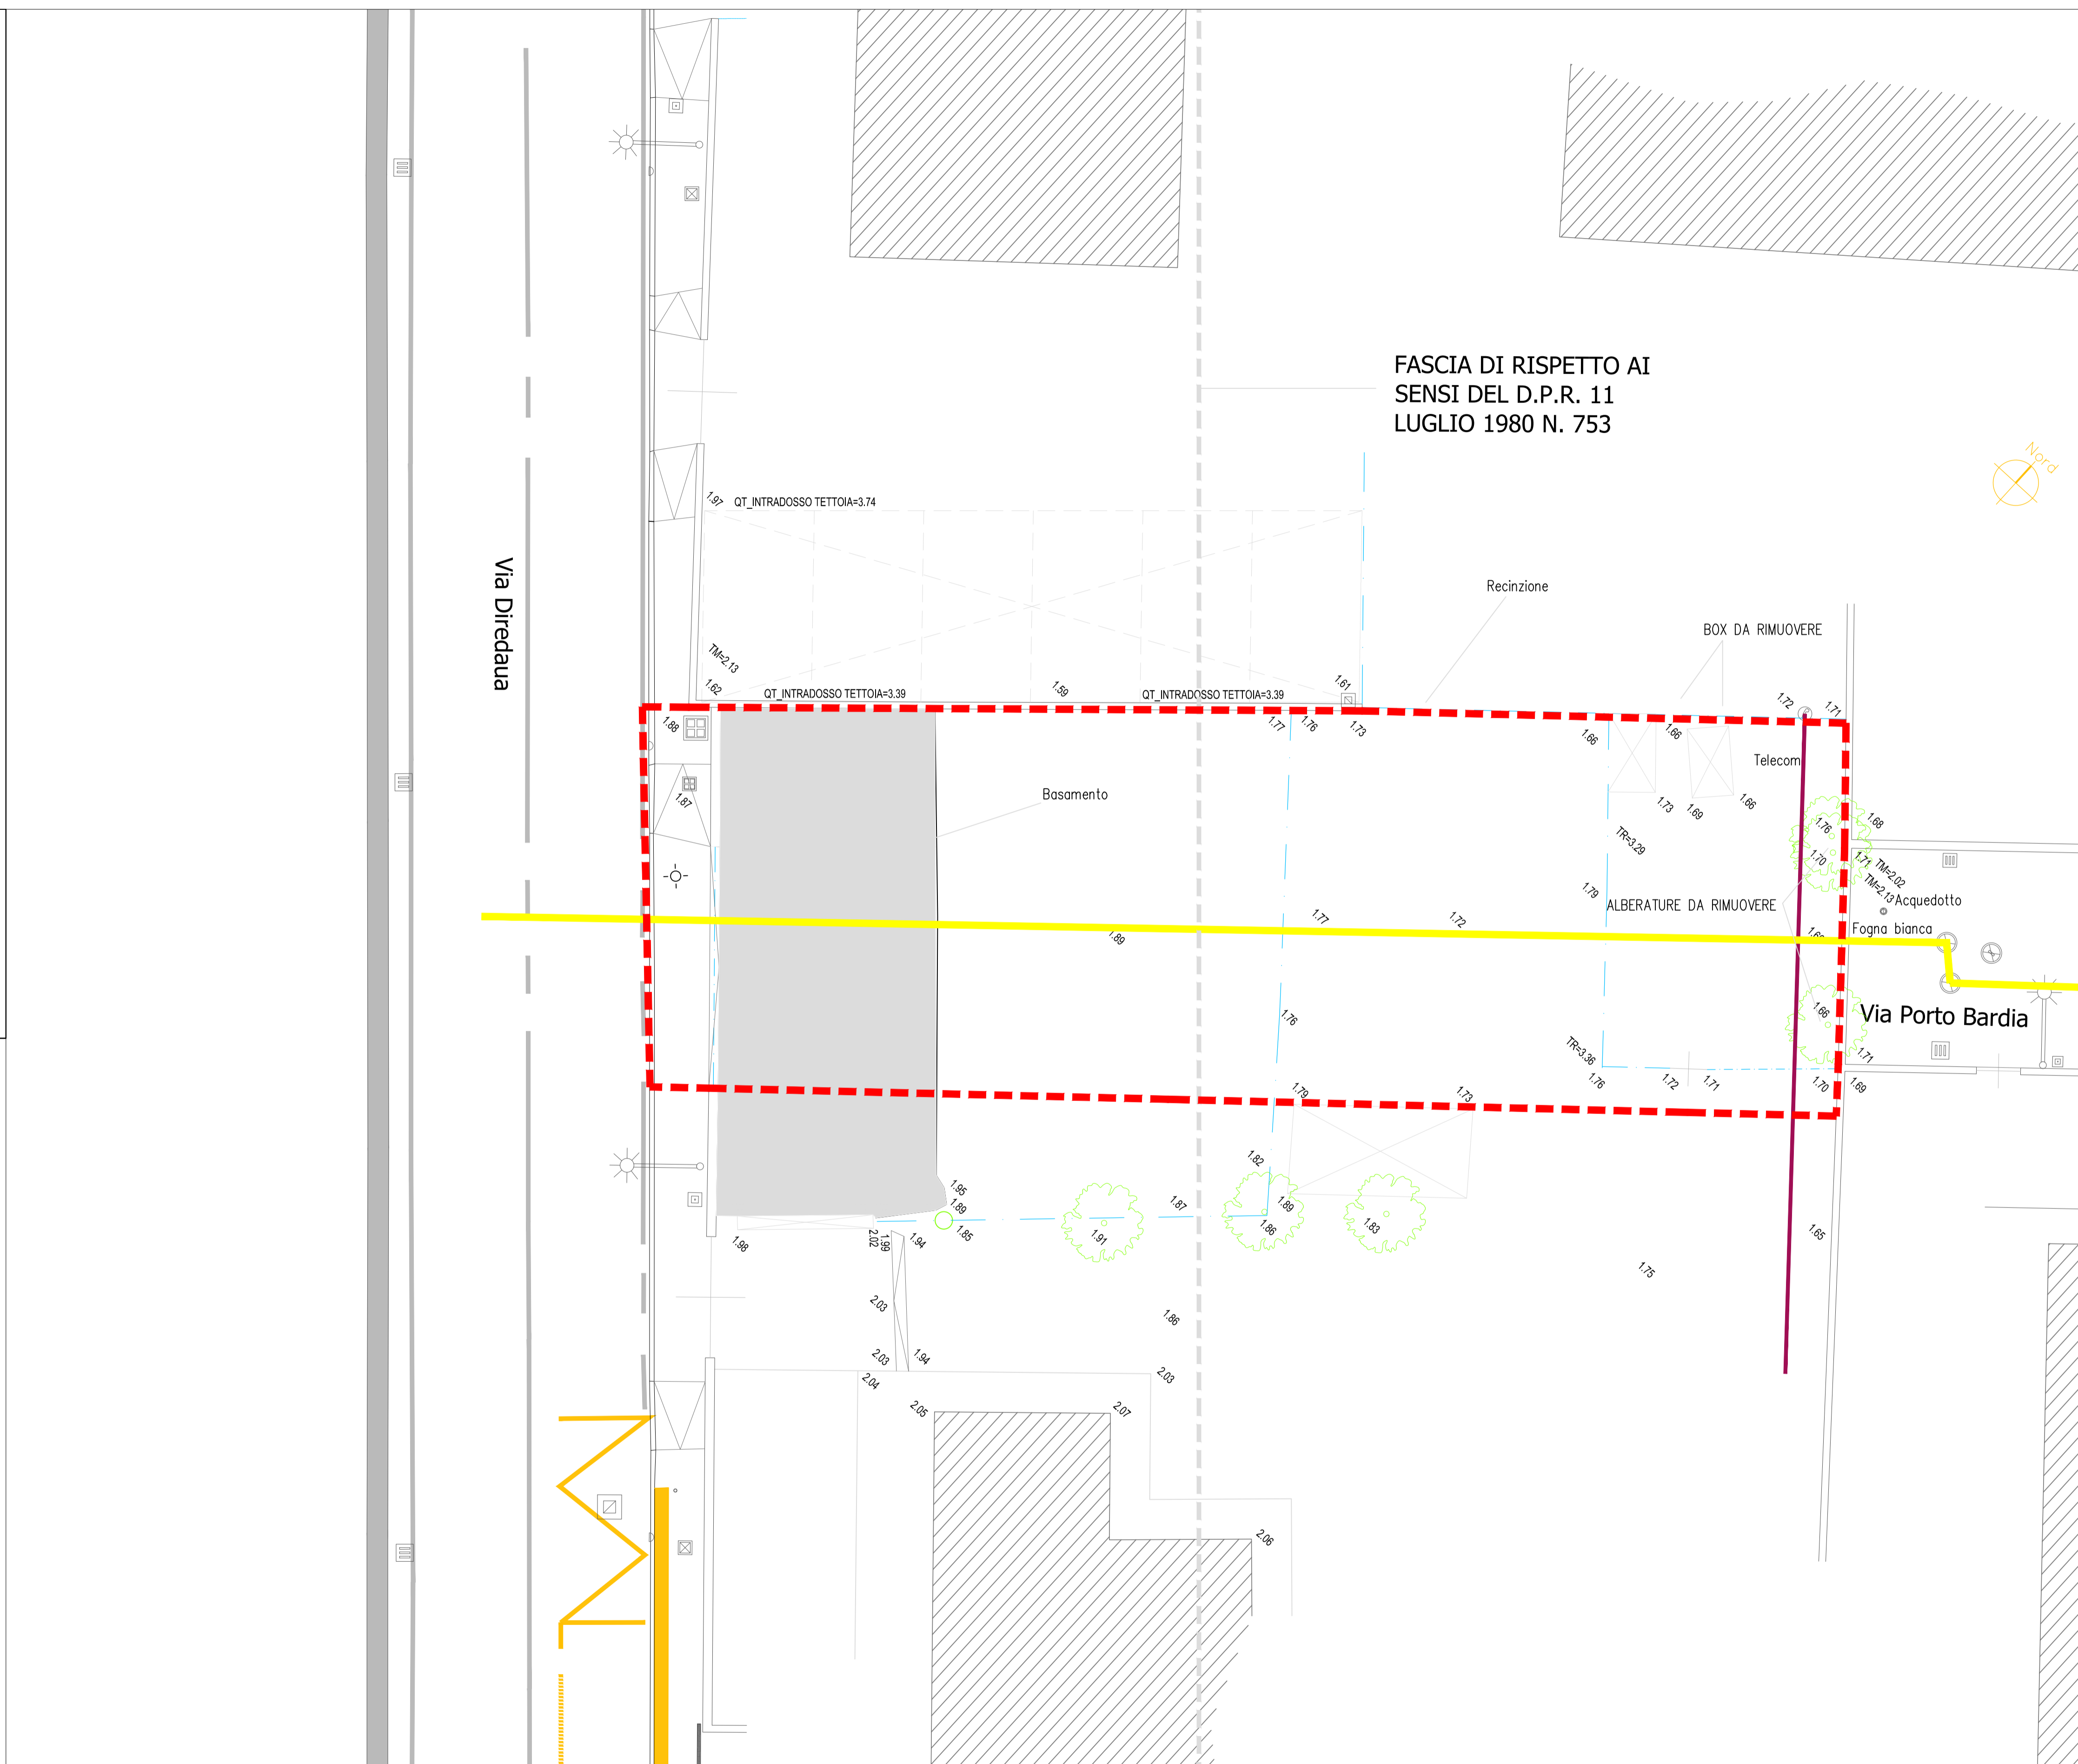 FASCIA DI RISPETTO AI
SENSI DEL D.P.R. 11
LUGLIO 1980 N. 753
Nord
1.97
QT_INTRADOSSO TETTOIA=3.74
Via Diredaua
Recinzione
BOX DA RIMUOVERE
TM=2.13
1.62
QT_INTRADOSSO TETTOIA=3.39
1.59
QT_INTRADOSSO TETTOIA=3.39
1.61
1.72
1.71
1.88
1.77
1.76
1.73
1.66
1.66
Telecom
Basamento
1.87
1.73
1.69
1.66
1.76
1.68
TR=3.29
1.70
1.71
TM=2.02
TM=2.13
1.79
ALBERATURE DA RIMUOVERE
Acquedotto
1.77
1.72
Fogna bianca
1.89
1.66
Via Porto Bardia
1.76
TR=3.36
1.76
1.72
1.71
1.70
1.71
1.69
1.79
1.73
1.82
1.95
1.89
1.85
1.87
1.89
1.86
1.83
1.91
1.98
2.02
1.99
1.94
1.65
1.75
2.03
1.86
2.03
1.94
2.04
2.03
2.05
2.07
2.06